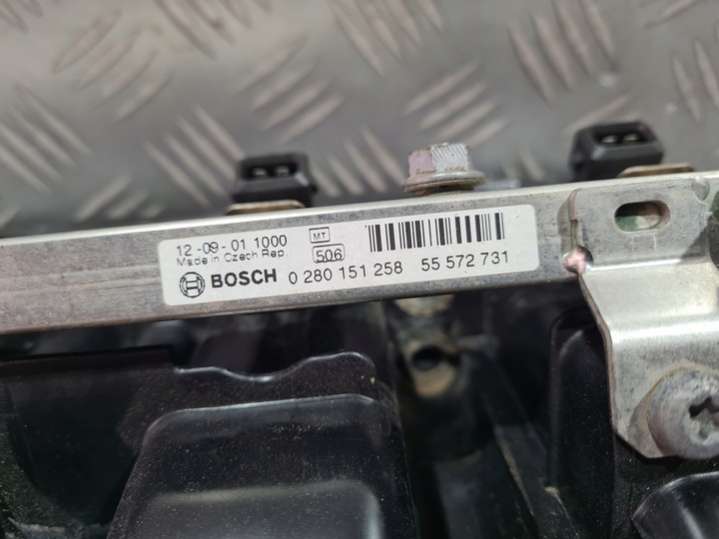 12-09-01 1000 MT
Made in Czech Rep 506
BOSCH 0 280 151 258 55 572 731